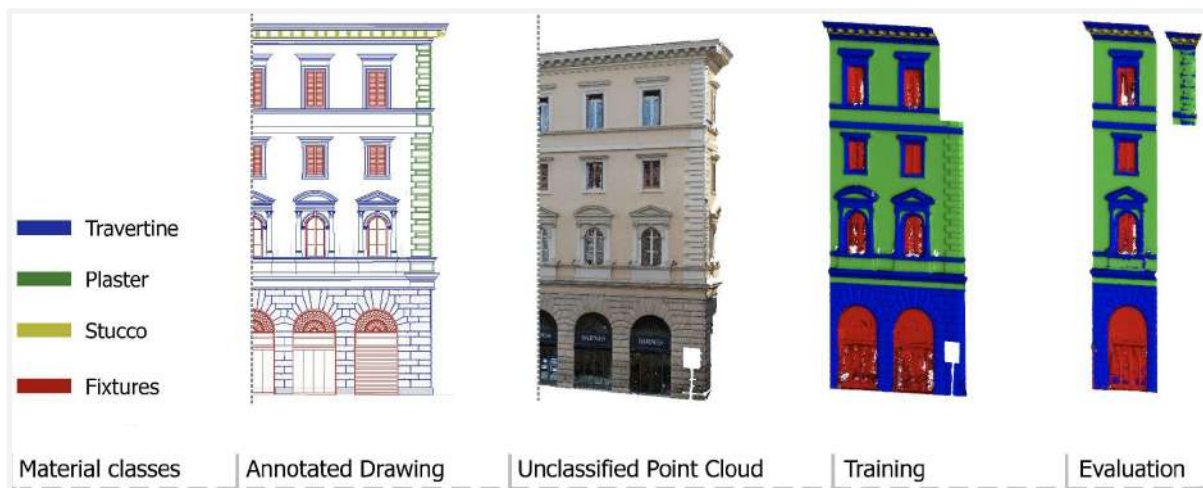 Travertine
Plaster
Stucco
Fixtures
Material classes
Annotated Drawing
Unclassified Point Cloud
Training
Evaluation